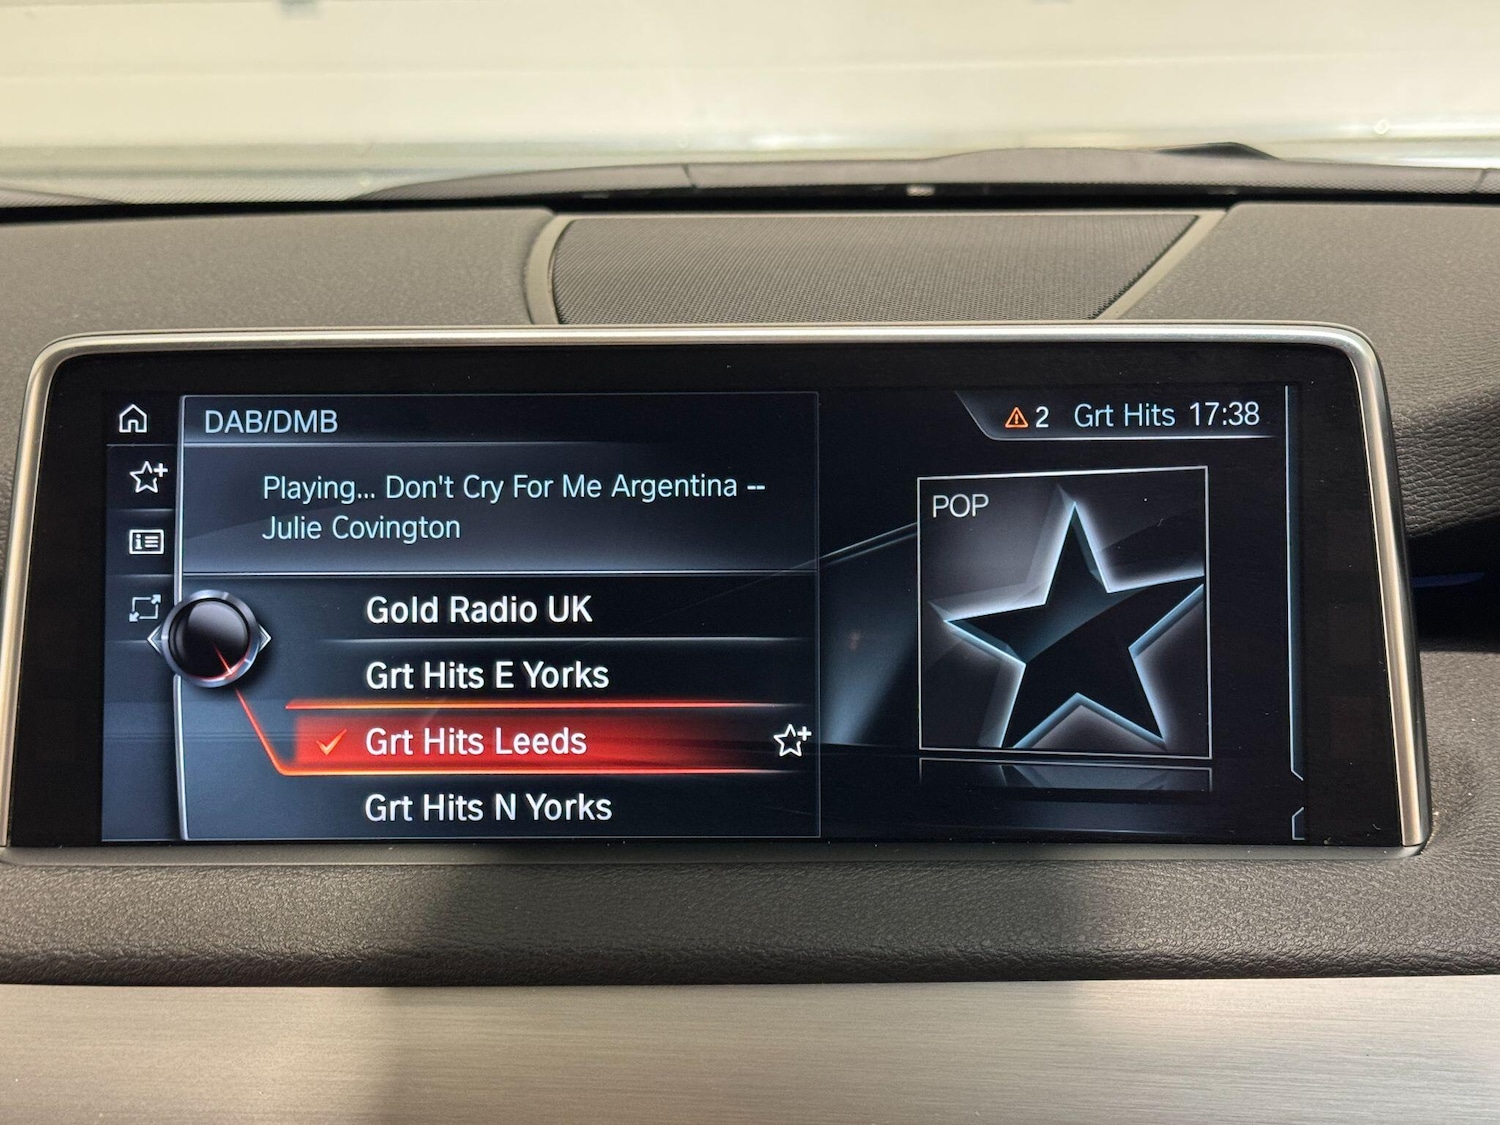 DAB/DMB
2 Grt Hits 17:38
Playing... Don't Cry For Me Argentina --
Julie Covington
POP
Gold Radio UK
Grt Hits E Yorks
Grt Hits Leeds
Grt Hits N Yorks